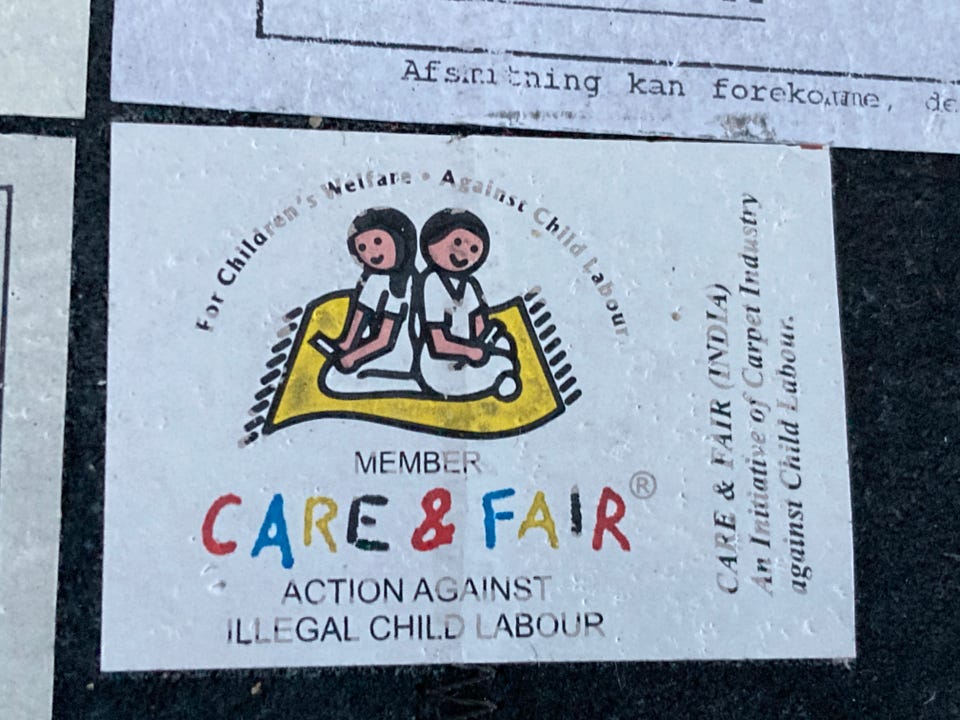 Afsmitning kan forekomme, de
For Children's Welfare • Against Child Labour
MEMBER
CARE & FAIR®
ACTION AGAINST
ILLEGAL CHILD LABOUR
CARE & FAIR (INDIA)
An Initiative of Carpet Industry
against Child Labour.